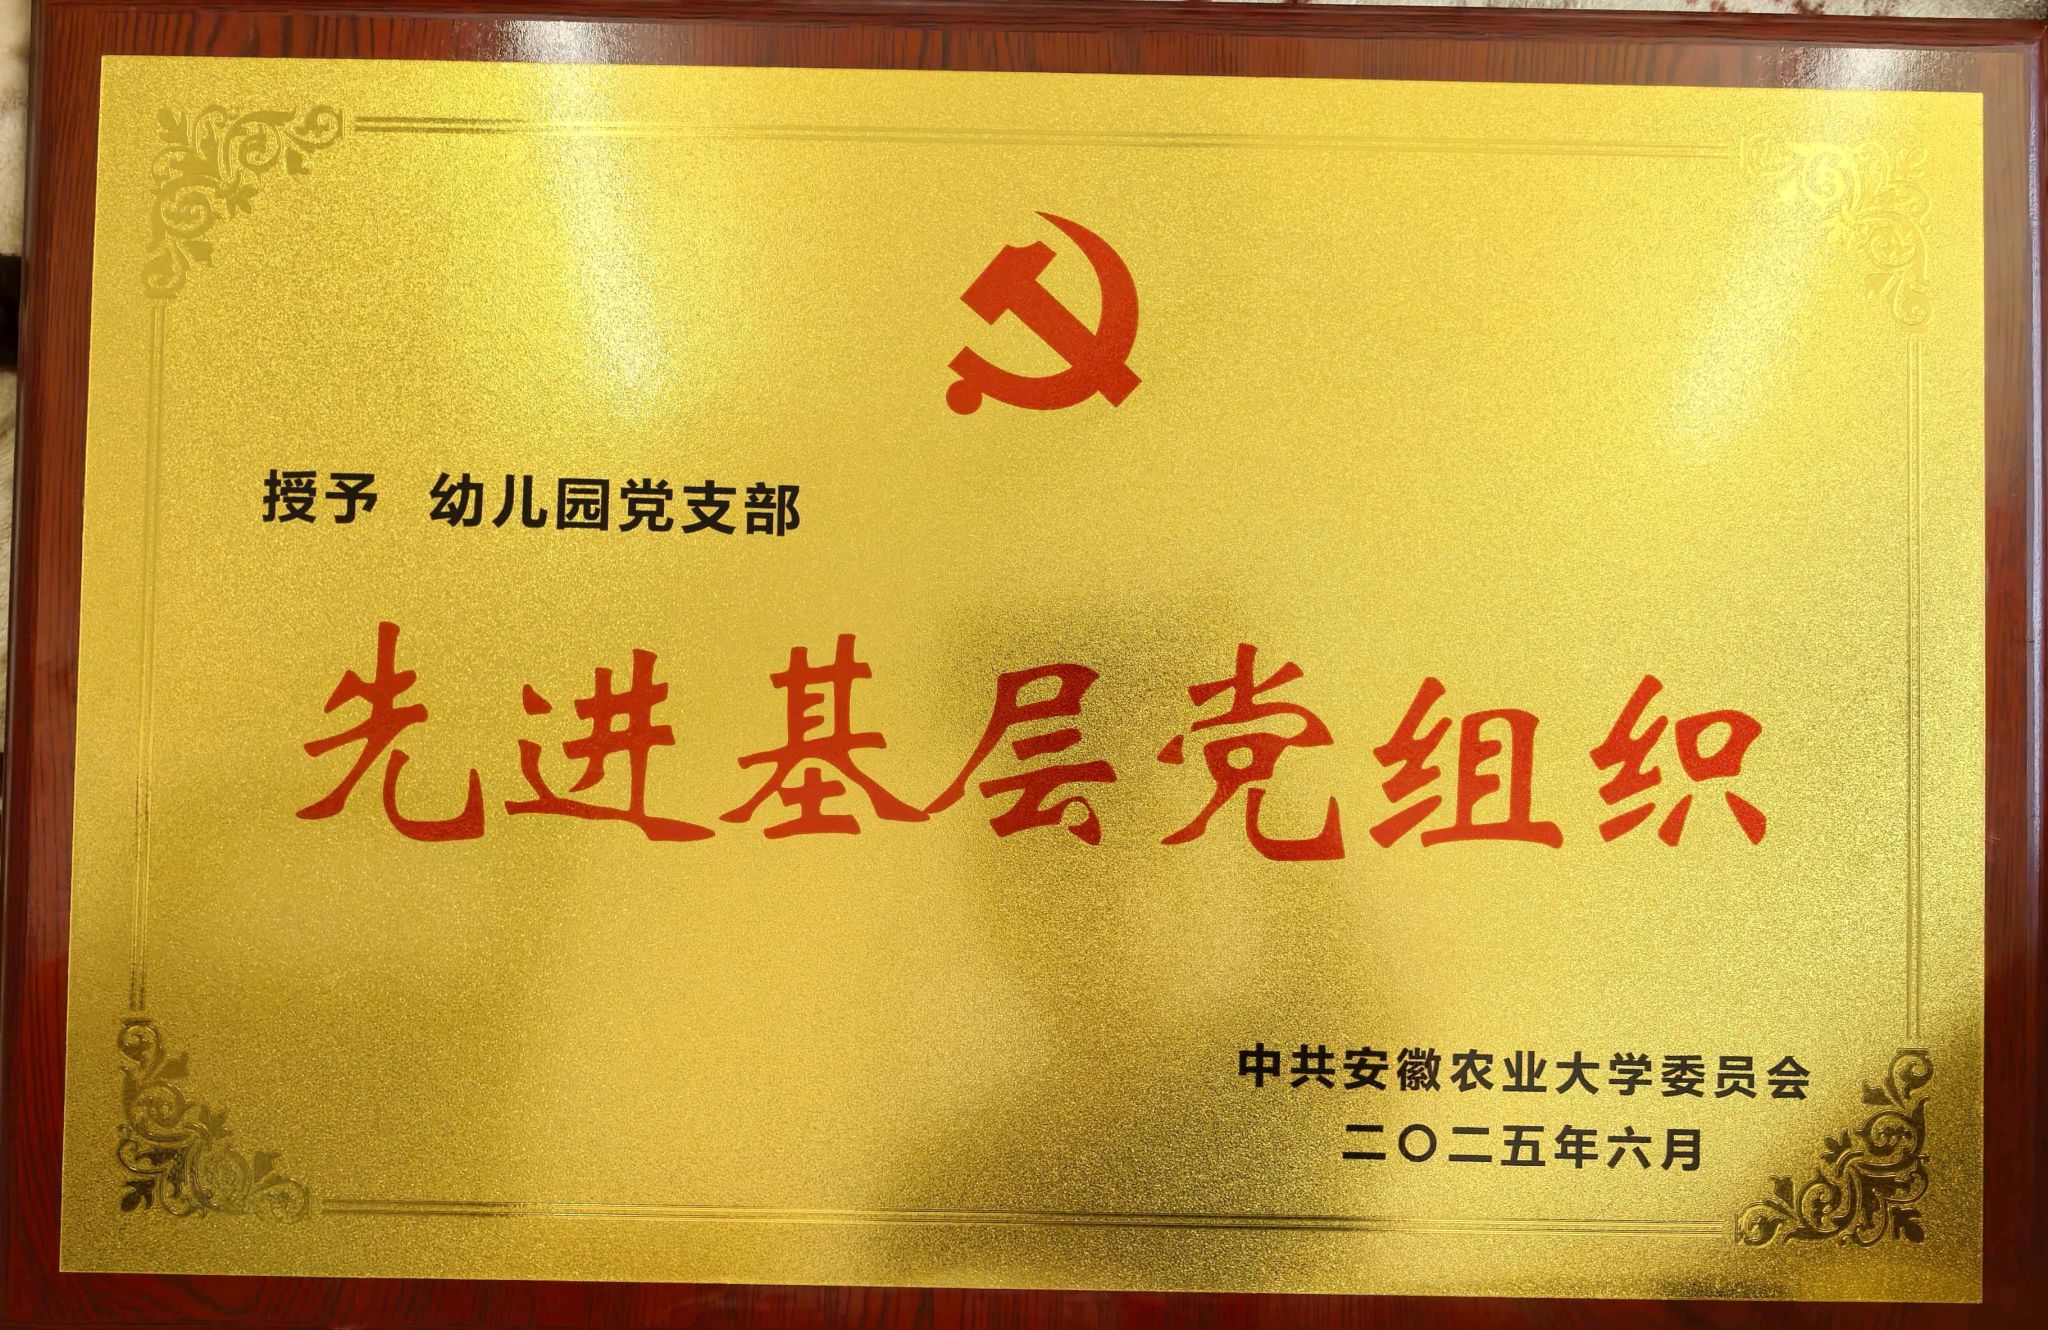 授予 幼儿园党支部
先进基层党组织
中共安徽农业大学委员会
二〇二五年六月